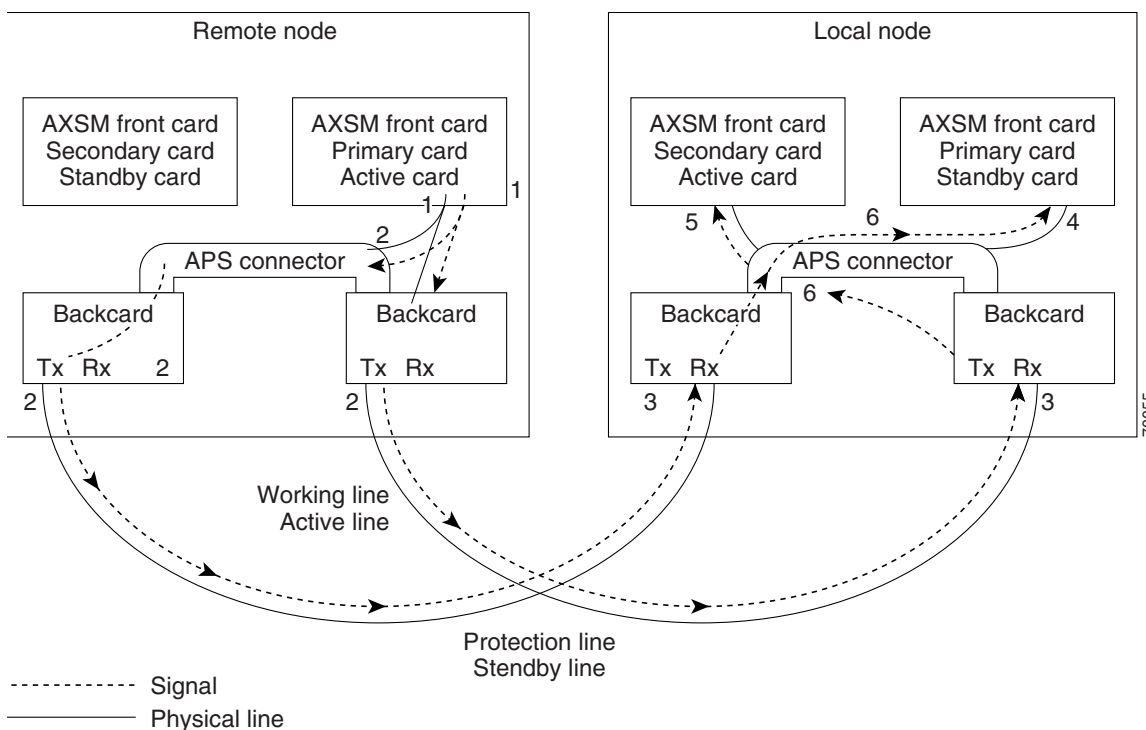 Remote node
Local node
AXSM front card
Secondary card
Standby card
AXSM front card
Primary card
Active card
AXSM front card
Secondary card
Active card
AXSM front card
Primary card
Standby card
1
1
2
5
6
4
APS connector
APS connector
6
Backcard
Tx Rx 2
Backcard
Tx Rx
Backcard
Tx Rx
Backcard
Tx Rx
2
2
3
3
Working line
Active line
Protection line
Stendby line
Signal
Physical line